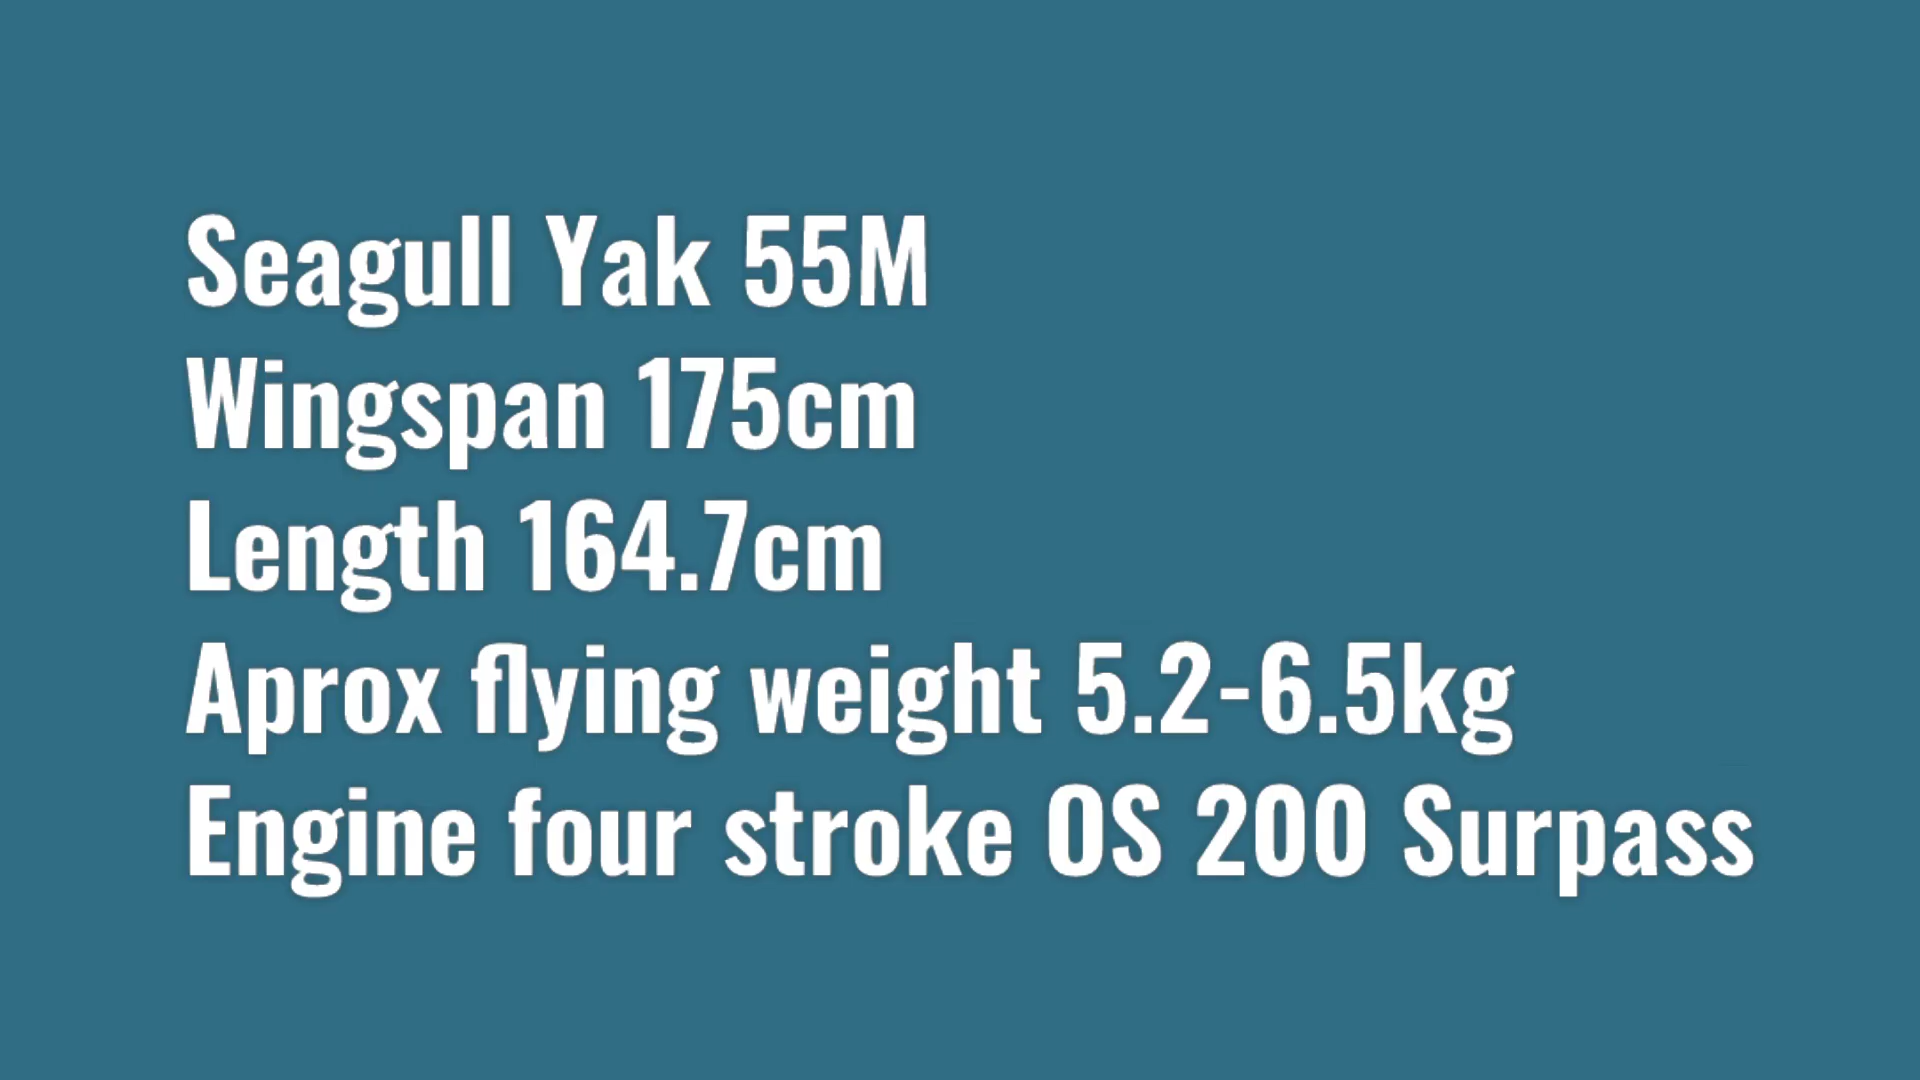 Seagull Yak 55M
Wingspan 175cm
Length 164.7cm
Aprox flying weight 5.2-6.5kg
Engine four stroke OS 200 Surpass